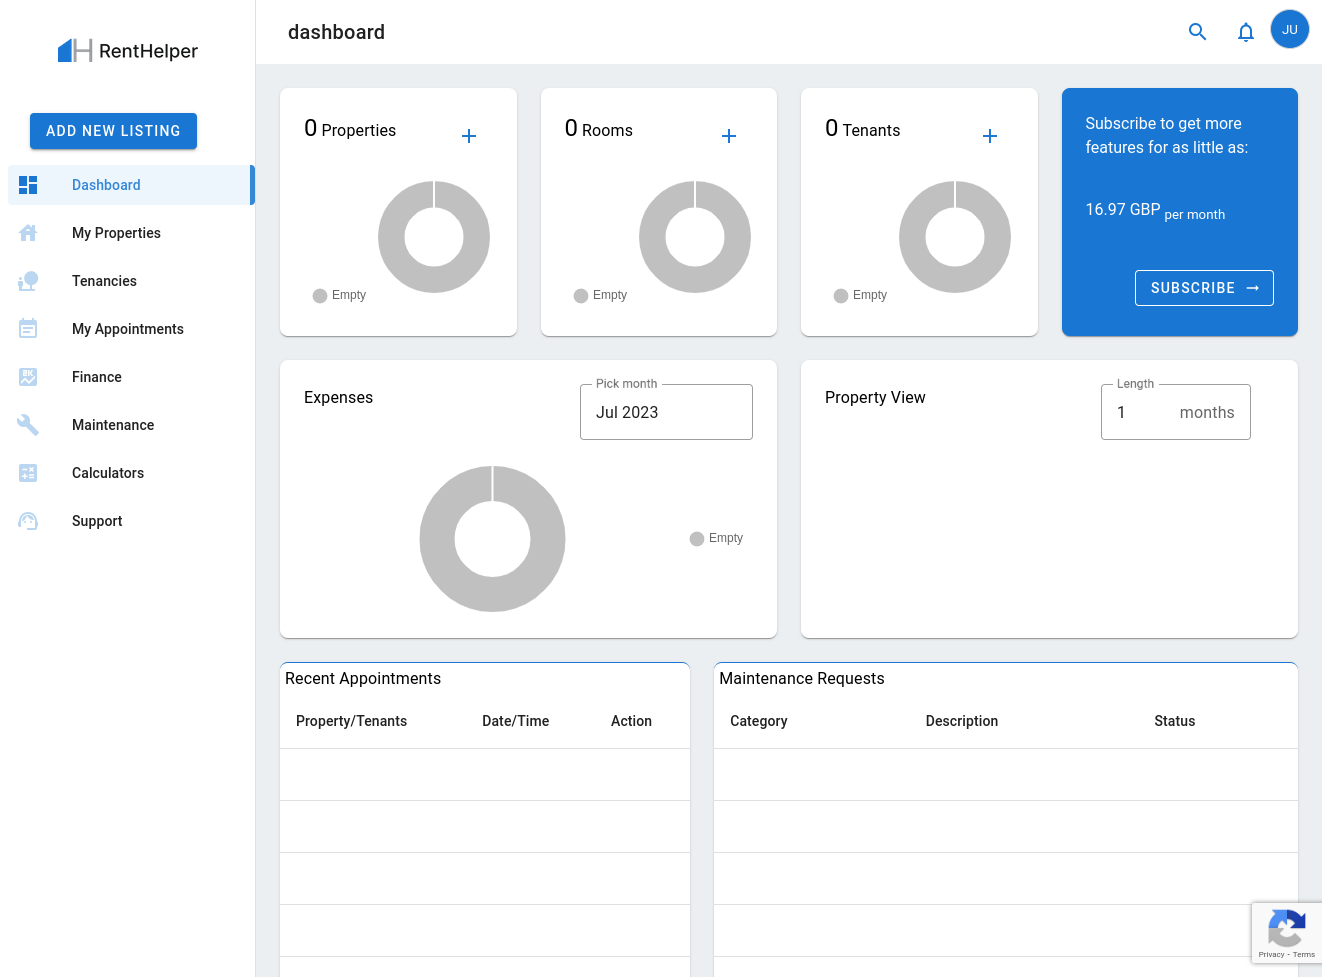 RentHelper
ADD NEW LISTING
Dashboard
My Properties
Tenancies
My Appointments
Finance
Maintenance
Calculators
Support
dashboard
JU
0 Properties
Empty
0 Rooms
Empty
0 Tenants
Empty
Subscribe to get more
features for as little as:
16.97 GBP per month
SUBSCRIBE →
Expenses
Pick month
Jul 2023
Empty
Property View
Length
1 months
Recent Appointments
Property/Tenants Date/Time Action
Maintenance Requests
Category Description Status
Privacy - Terms